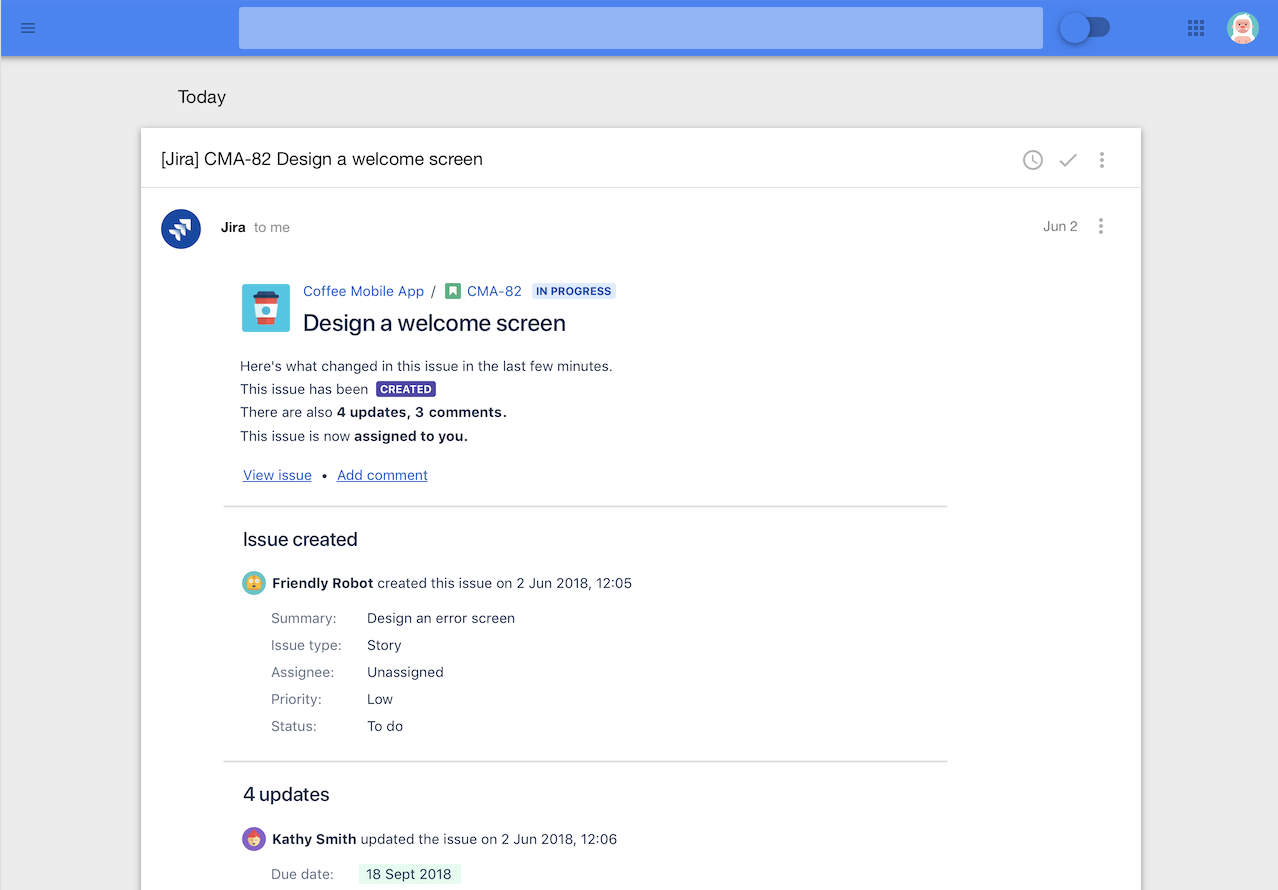 Today
[Jira] CMA-82 Design a welcome screen
Jira to me Jun 2
Coffee Mobile App / CMA-82 IN PROGRESS
Design a welcome screen
Here's what changed in this issue in the last few minutes.
This issue has been CREATED
There are also 4 updates, 3 comments.
This issue is now assigned to you.
View issue • Add comment
Issue created
Friendly Robot created this issue on 2 Jun 2018, 12:05
Summary: Design an error screen
Issue type: Story
Assignee: Unassigned
Priority: Low
Status: To do
4 updates
Kathy Smith updated the issue on 2 Jun 2018, 12:06
Due date: 18 Sept 2018